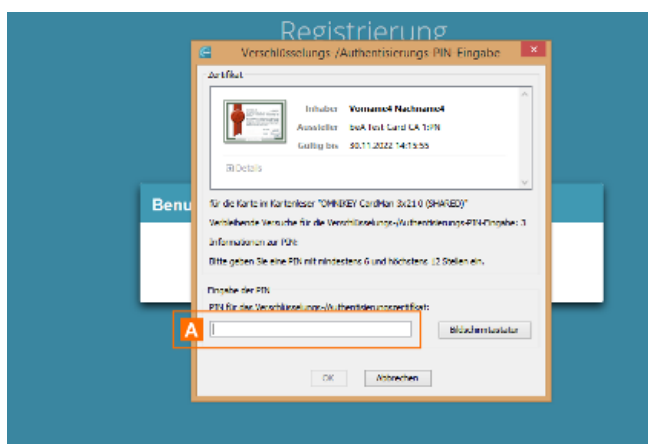 Registrierung
Verschlüsselungs-/Authentisierungs-PIN-Eingabe
Zertifikat
Inhaber Vorname4 Nachname4
Aussteller beA Test Card CA 1:PN
Gültig bis 30.11.2022 14:15:55
Details
Benu
für die Karte im Kartenleser "OMNIKEY CardMan 3x21 0 (SHARED)"
Verbleibende Versuche für die Verschlüsselungs-/Authentisierungs-PIN-Eingabe: 3
Informationen zur PIN:
Bitte geben Sie eine PIN mit mindestens 6 und höchstens 12 Stellen ein.
Eingabe der PIN
PIN für das Verschlüsselungs-/Authentisierungszertifikat:
A
Bildschirmtastatur
OK Abbrechen